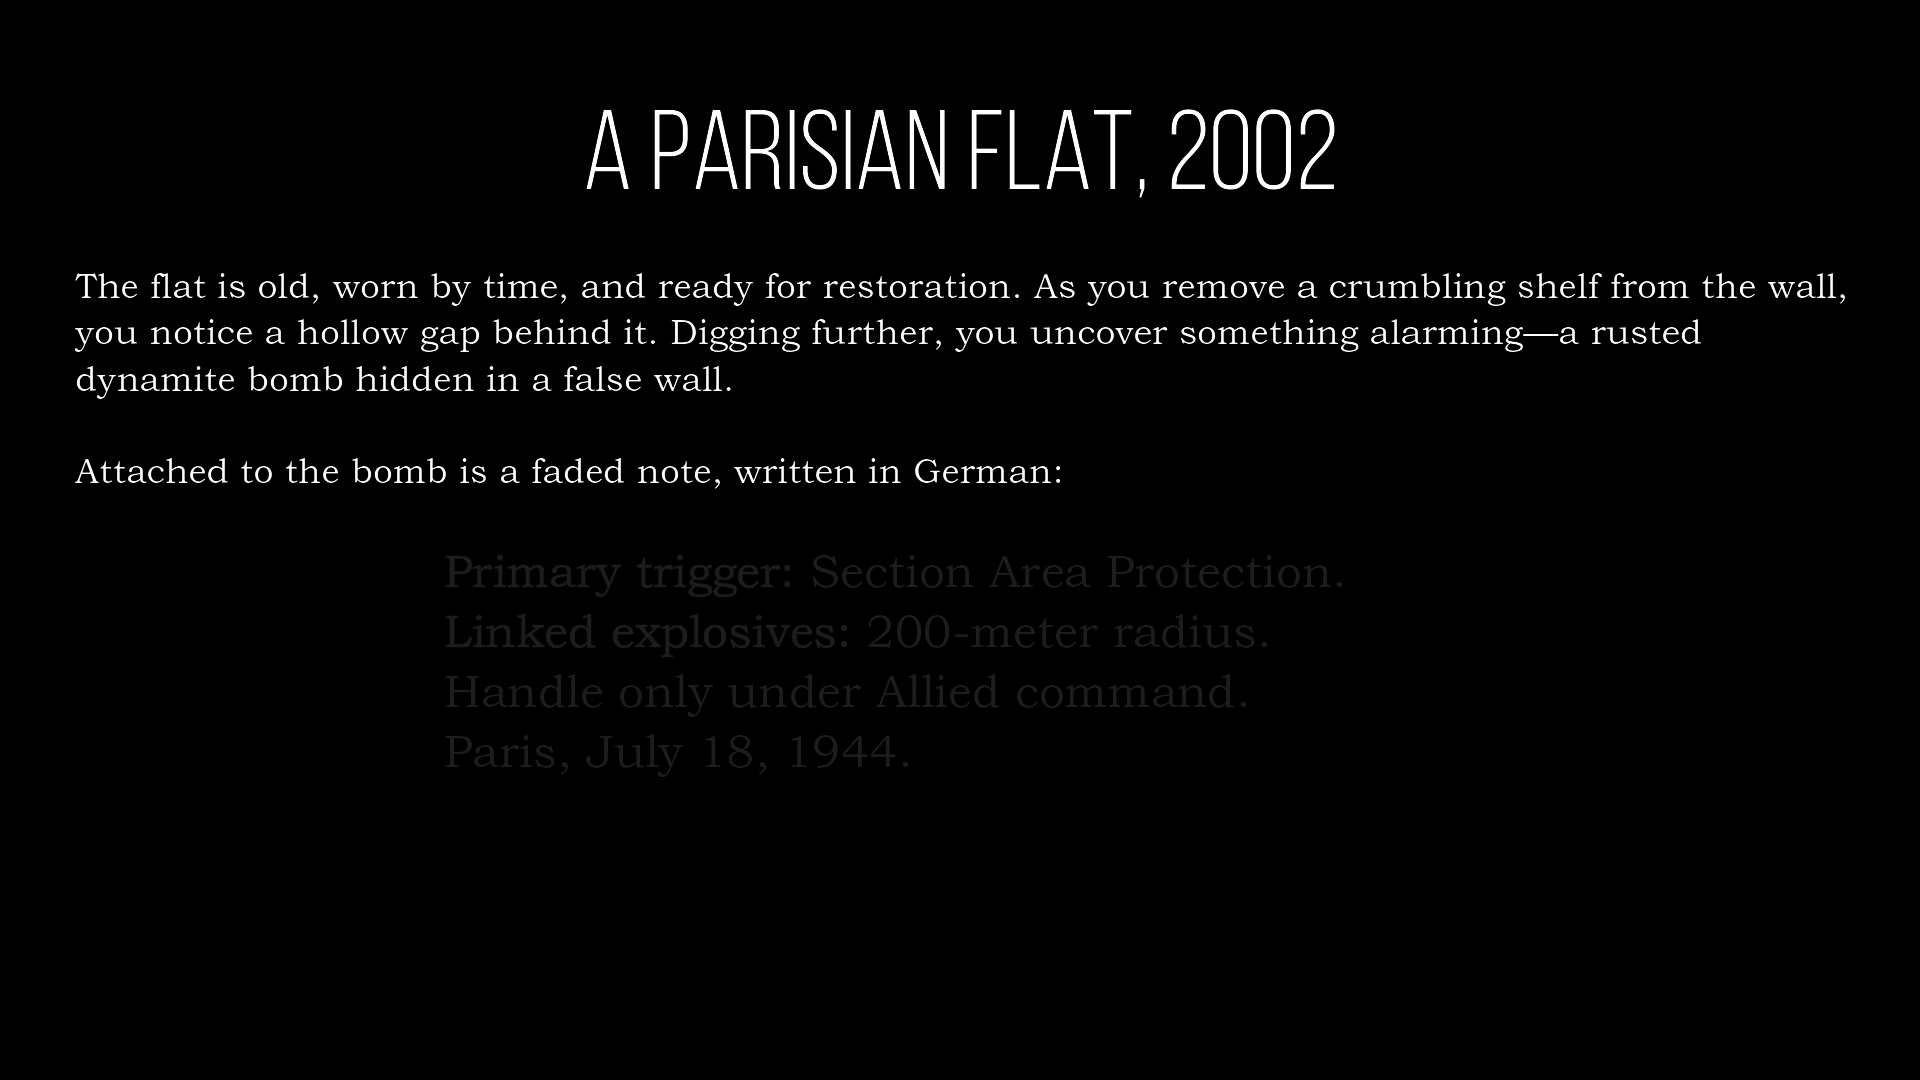 A PARISIAN FLAT, 2002
The flat is old, worn by time, and ready for restoration. As you remove a crumbling shelf from the wall,
you notice a hollow gap behind it. Digging further, you uncover something alarming—a rusted
dynamite bomb hidden in a false wall.
Attached to the bomb is a faded note, written in German:
Primary trigger: Section Area Protection.
Linked explosives: 200-meter radius.
Handle only under Allied command.
Paris, July 18, 1944.